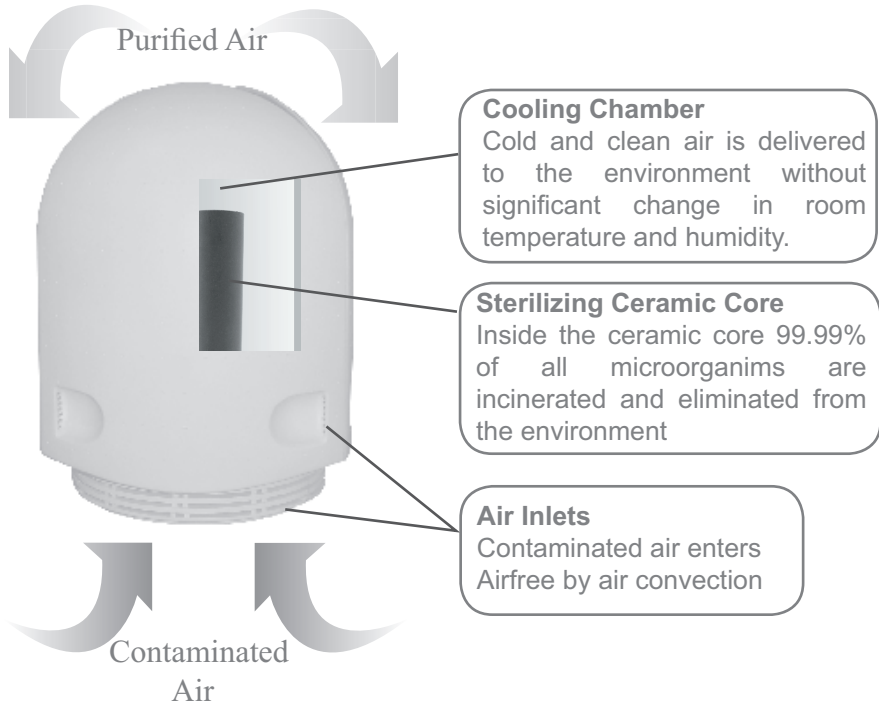 Purified Air
Cooling Chamber
Cold and clean air is delivered
to the environment without
significant change in room
temperature and humidity.
Sterilizing Ceramic Core
Inside the ceramic core 99.99%
of all microorganims are
incinerated and eliminated from
the environment
Air Inlets
Contaminated air enters
Airfree by air convection
Contaminated
Air